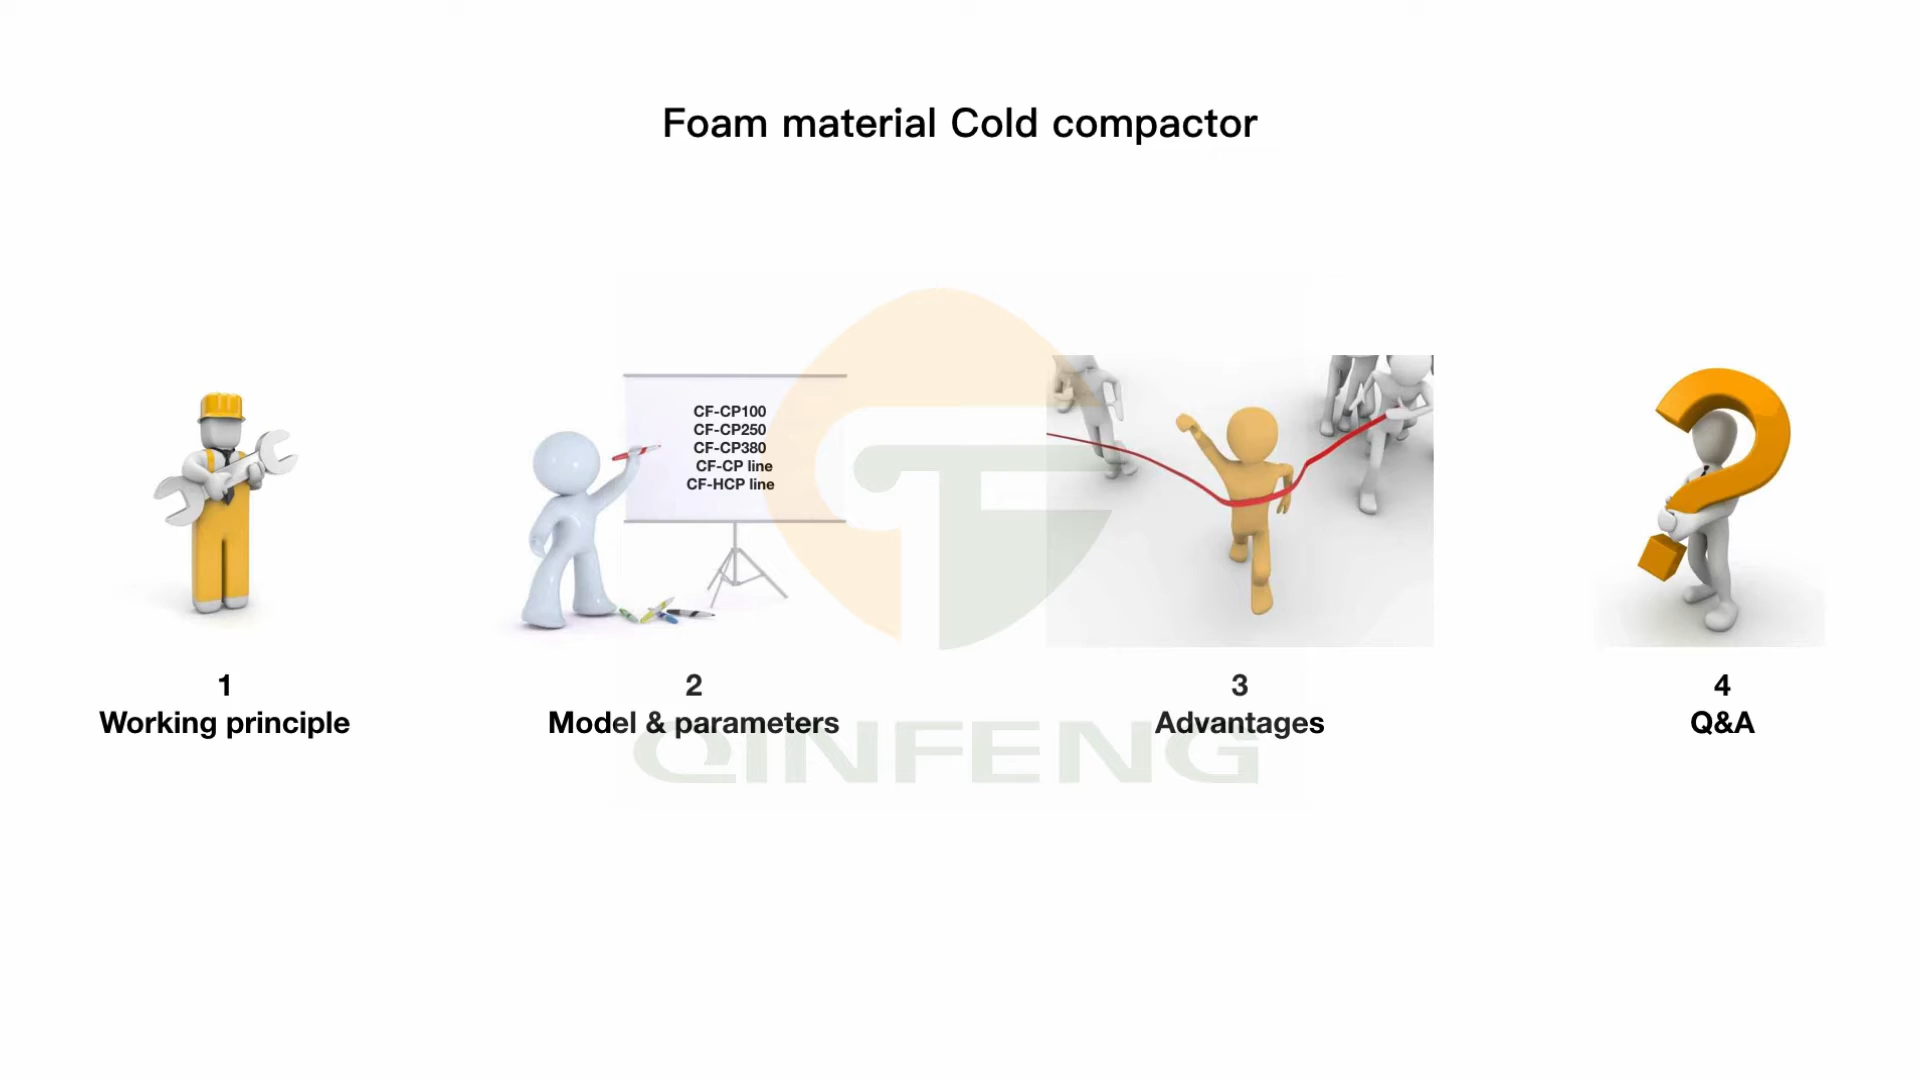 Foam material Cold compactor
CF-CP100
CF-CP250
CF-CP380
CF-CP line
CF-HCP line
1
Working principle
2
Model & parameters
3
Advantages
4
Q&A
QINFENG